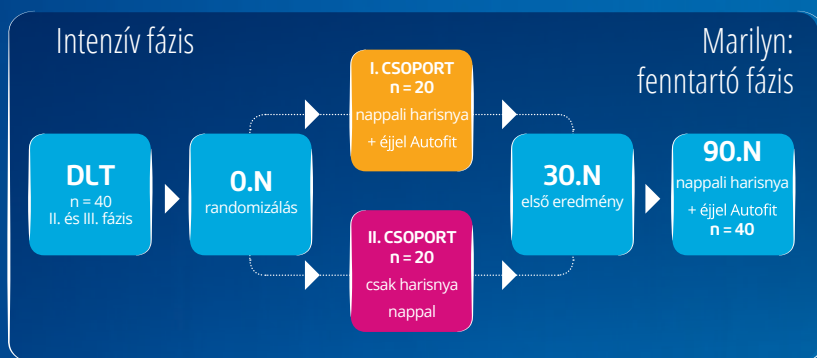 Intenzív fázis
Marilyn:
fenntartó fázis
DLT
n = 40
II. és III. fázis
0.N
randomizálás
I. CSOPORT
n = 20
nappali harisnya
+ éjjel Autofit
II. CSOPORT
n = 20
csak harisnya
nappal
30.N
első eredmény
90.N
nappali harisnya
+ éjjel Autofit
n = 40